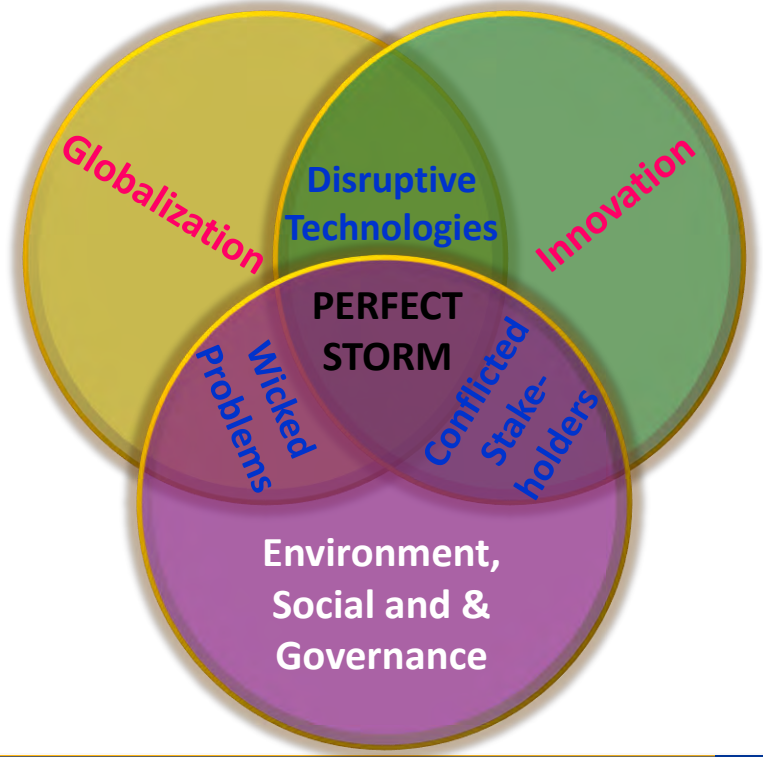 Globalization
Innovation
Disruptive
Technologies
PERFECT
STORM
Wicked
Problems
Conflicted
Stake-
holders
Environment,
Social and &
Governance